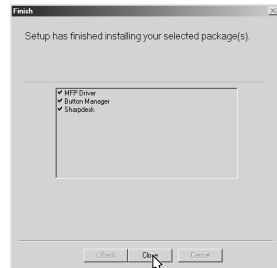 Finish
Setup has finished installing your selected package(s).
MFP Driver
Button Manager
Sharpdesk
< Back
Close
Cancel